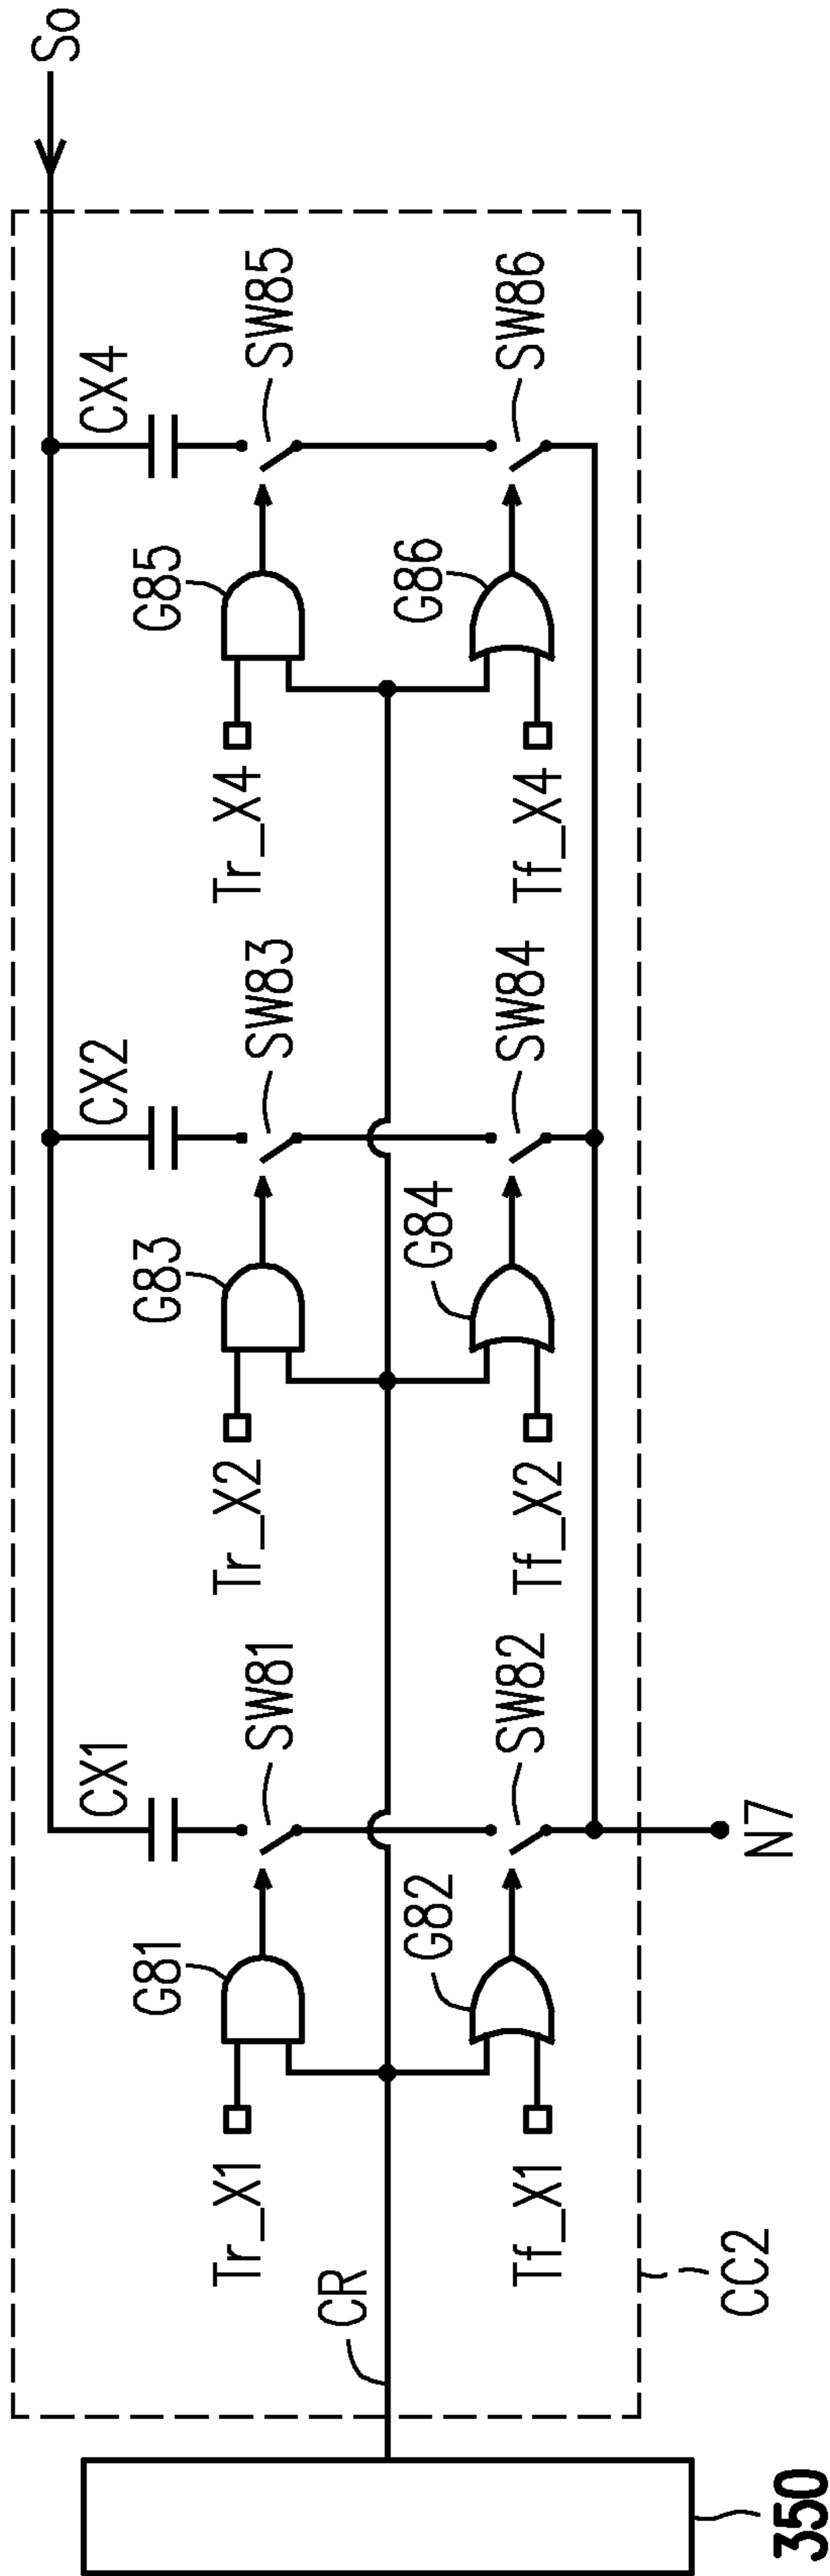 So
CX1
CX2
CX4
G81
SW81
G83
SW83
G85
SW85
Tr_X1
Tr_X2
Tr_X4
CR
G82
SW82
G84
SW84
G86
SW86
Tf_X1
Tf_X2
Tf_X4
CC2
N7
350